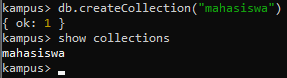 kampus> db.createCollection("mahasiswa")
{ ok: 1 }
kampus> show collections
mahasiswa
kampus>